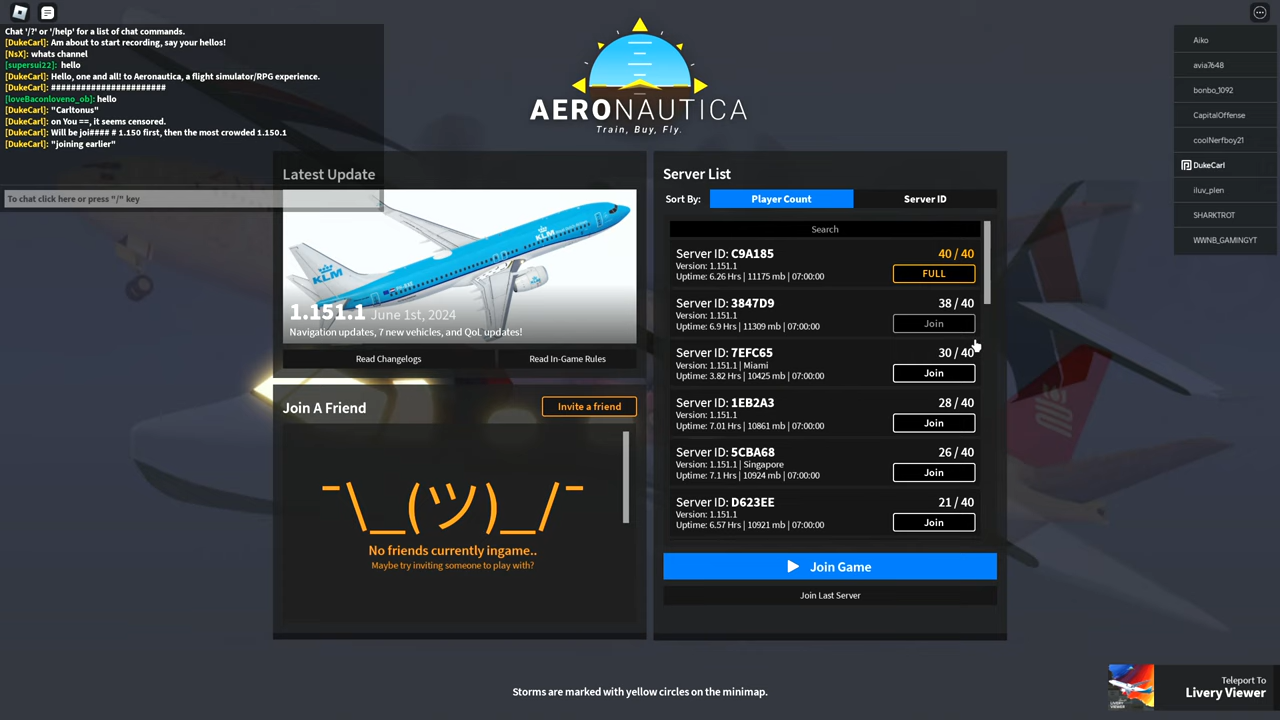 Chat '/?' or '/help' for a list of chat commands.
[DukeCarl]: Am about to start recording, say your hellos!
[NsX]: whats channel
[supersui22]: hello
[DukeCarl]: Hello, one and all! to Aeronautica, a flight simulator/RPG experience.
[DukeCarl]: ########################
[loveBaconloveno_ob]: hello
[DukeCarl]: "Carltonus"
[DukeCarl]: on You ==, it seems censored.
[DukeCarl]: Will be joi#### # 1.150 first, then the most crowded 1.150.1
[DukeCarl]: "joining earlier"
To chat click here or press "/" key
AERONAUTICA
Train, Buy, Fly.
Aiko
avia7648
bonbo_1092
CapitalOffense
coolNerfboy21
DukeCarl
iluv_plen
SHARKTROT
WWNB_GAMINGYT
Latest Update
KLM
KLM
1.151.1 June 1st, 2024
Navigation updates, 7 new vehicles, and QoL updates!
Read Changelogs
Read In-Game Rules
Join A Friend
Invite a friend
¯\_(ツ)_/¯
No friends currently ingame..
Maybe try inviting someone to play with?
Server List
Sort By:
Player Count
Server ID
Search
Server ID: C9A185
40 / 40
Version: 1.151.1
Uptime: 6.26 Hrs | 11175 mb | 07:00:00
FULL
Server ID: 3847D9
38 / 40
Version: 1.151.1
Uptime: 6.9 Hrs | 11309 mb | 07:00:00
Join
Server ID: 7EFC65
30 / 40
Version: 1.151.1 | Miami
Uptime: 3.82 Hrs | 10425 mb | 07:00:00
Join
Server ID: 1EB2A3
28 / 40
Version: 1.151.1
Uptime: 7.01 Hrs | 10861 mb | 07:00:00
Join
Server ID: 5CBA68
26 / 40
Version: 1.151.1 | Singapore
Uptime: 7.1 Hrs | 10924 mb | 07:00:00
Join
Server ID: D623EE
21 / 40
Version: 1.151.1
Uptime: 6.57 Hrs | 10921 mb | 07:00:00
Join
Join Game
Join Last Server
Storms are marked with yellow circles on the minimap.
Teleport To
Livery Viewer